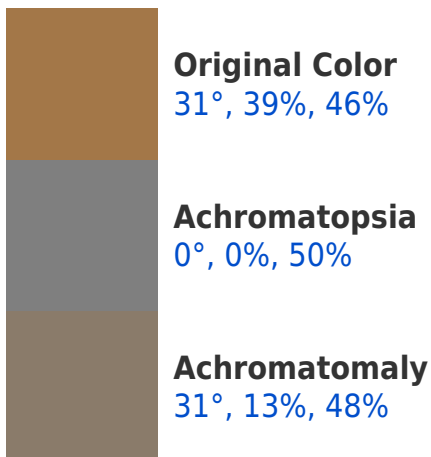 Original Color
31°, 39%, 46%
Achromatopsia
0°, 0%, 50%
Achromatomaly
31°, 13%, 48%